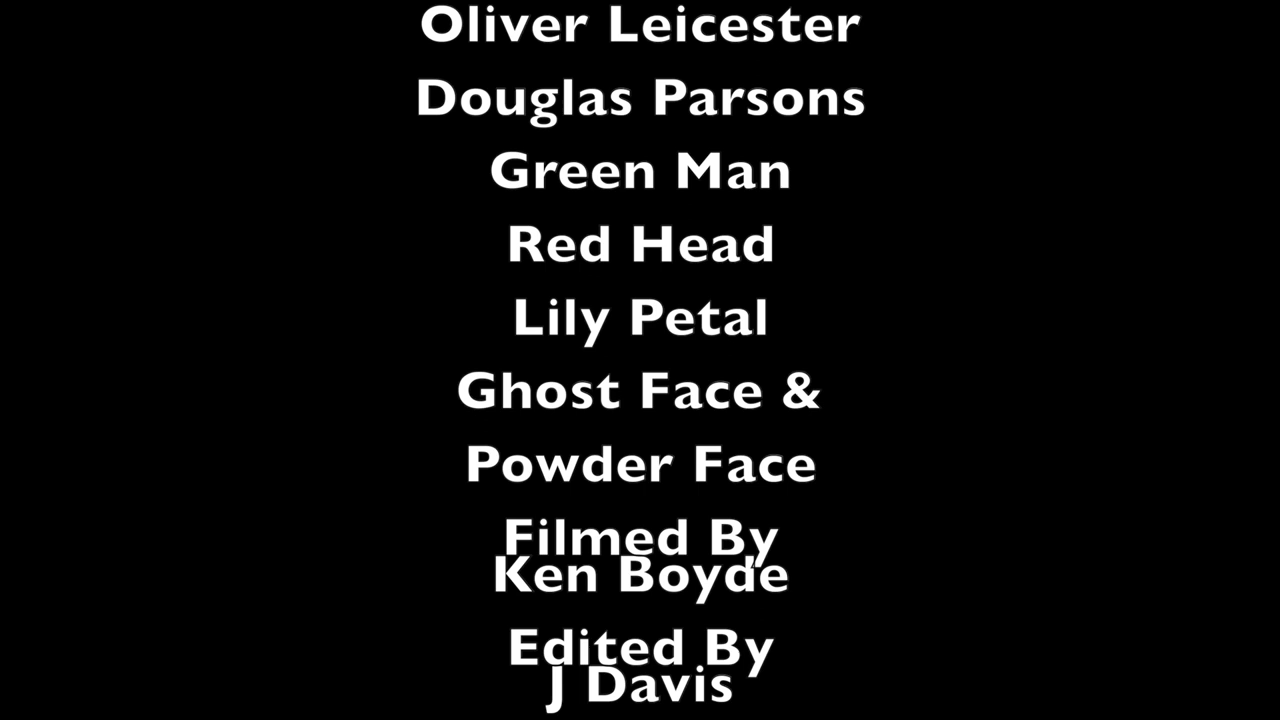 Oliver Leicester
Douglas Parsons
Green Man
Red Head
Lily Petal
Ghost Face &
Powder Face
Filmed By
Ken Boyde
Edited By
J Davis